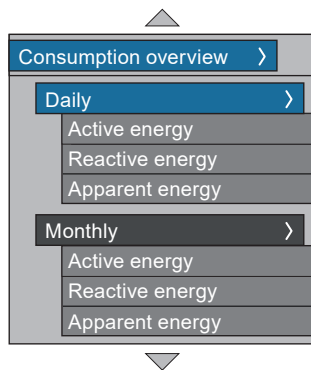 Consumption overview
Daily
Active energy
Reactive energy
Apparent energy
Monthly
Active energy
Reactive energy
Apparent energy